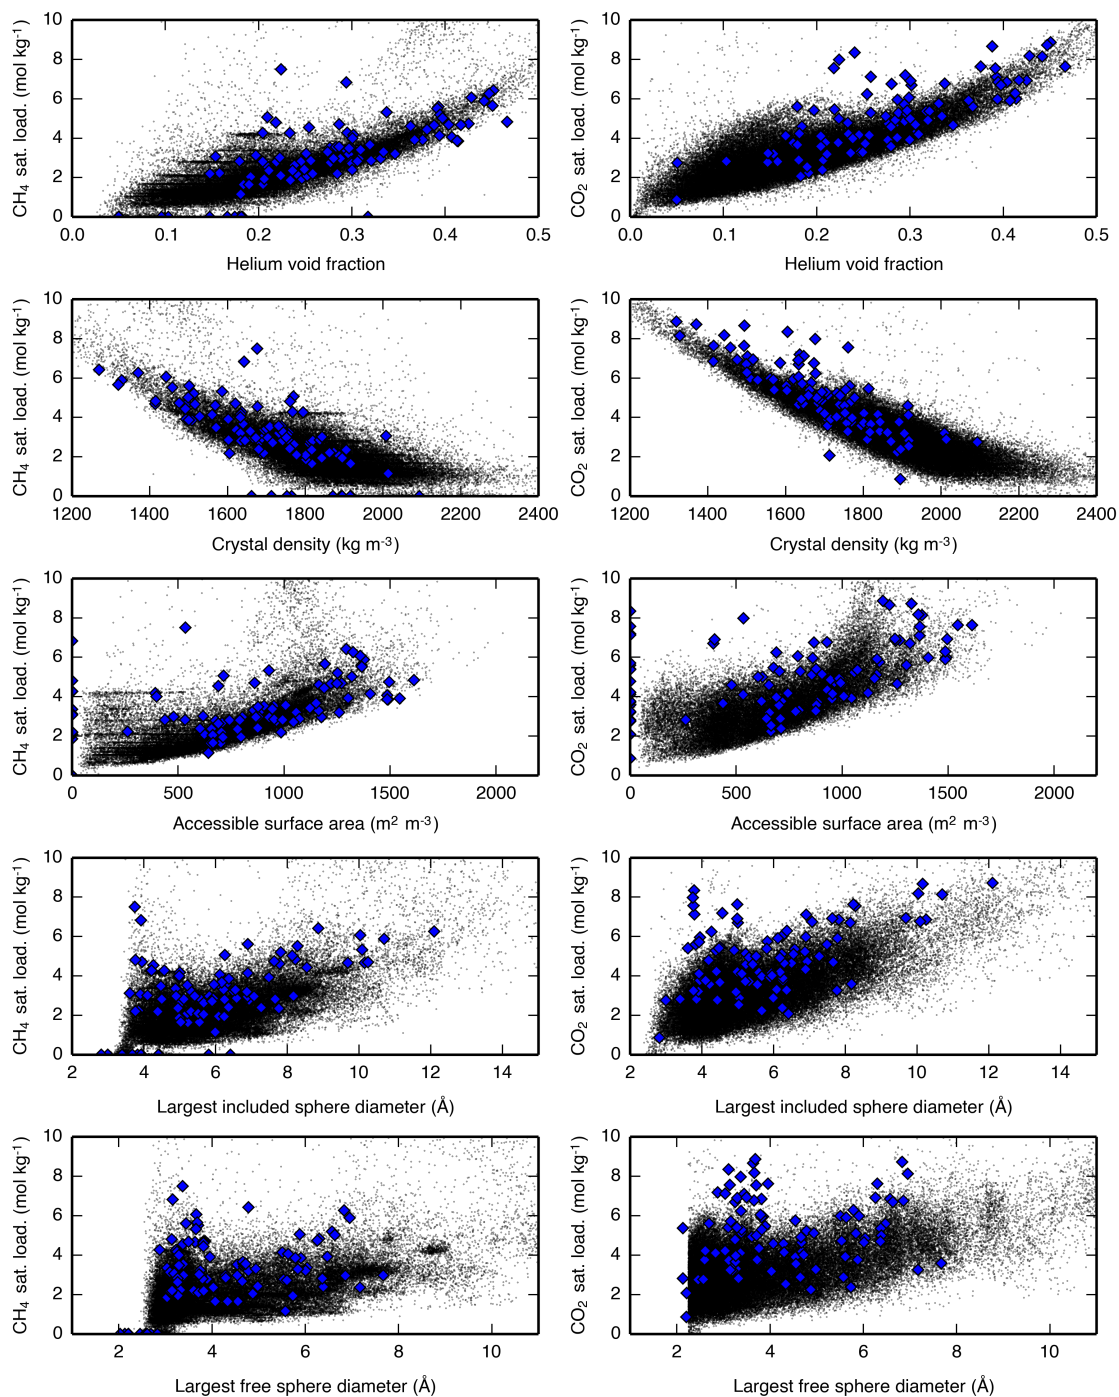 CH4 sat. load. (mol kg-1)
10
8
6
4
2
0
0.0 0.1 0.2 0.3 0.4 0.5
Helium void fraction
CO2 sat. load. (mol kg-1)
10
8
6
4
2
0
0.0 0.1 0.2 0.3 0.4 0.5
Helium void fraction
CH4 sat. load. (mol kg-1)
10
8
6
4
2
0
1200 1400 1600 1800 2000 2200 2400
Crystal density (kg m-3)
CO2 sat. load. (mol kg-1)
10
8
6
4
2
0
1200 1400 1600 1800 2000 2200 2400
Crystal density (kg m-3)
CH4 sat. load. (mol kg-1)
10
8
6
4
2
0
0 500 1000 1500 2000
Accessible surface area (m2 m-3)
CO2 sat. load. (mol kg-1)
10
8
6
4
2
0
0 500 1000 1500 2000
Accessible surface area (m2 m-3)
CH4 sat. load. (mol kg-1)
10
8
6
4
2
0
2 4 6 8 10 12 14
Largest included sphere diameter (Å)
CO2 sat. load. (mol kg-1)
10
8
6
4
2
0
2 4 6 8 10 12 14
Largest included sphere diameter (Å)
CH4 sat. load. (mol kg-1)
10
8
6
4
2
0
2 4 6 8 10
Largest free sphere diameter (Å)
CO2 sat. load. (mol kg-1)
10
8
6
4
2
0
2 4 6 8 10
Largest free sphere diameter (Å)